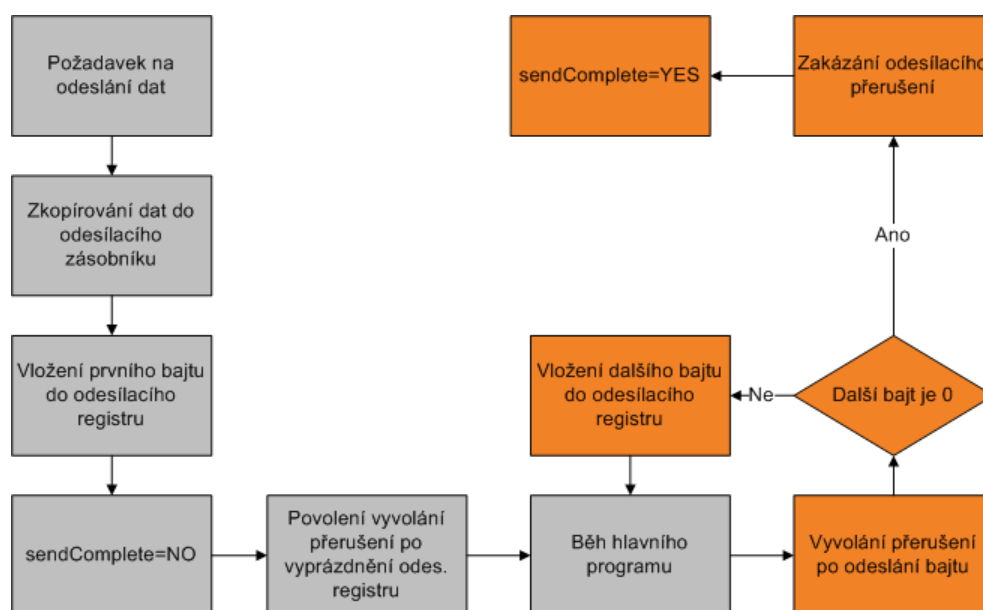 Požadavek na
odeslání dat
Zkopírování dat do
odesílacího
zásobníku
Vložení prvního bajtu
do odesílacího
registru
sendComplete=NO
Povolení vyvolání
přerušení po
vyprázdnění odes.
registru
Běh hlavního
programu
Vyvolání přerušení
po odeslání bajtu
Další bajt je 0
Ne
Vložení dalšího bajtu
do odesílacího
registru
Ano
Zakázání odesílacího
přerušení
sendComplete=YES